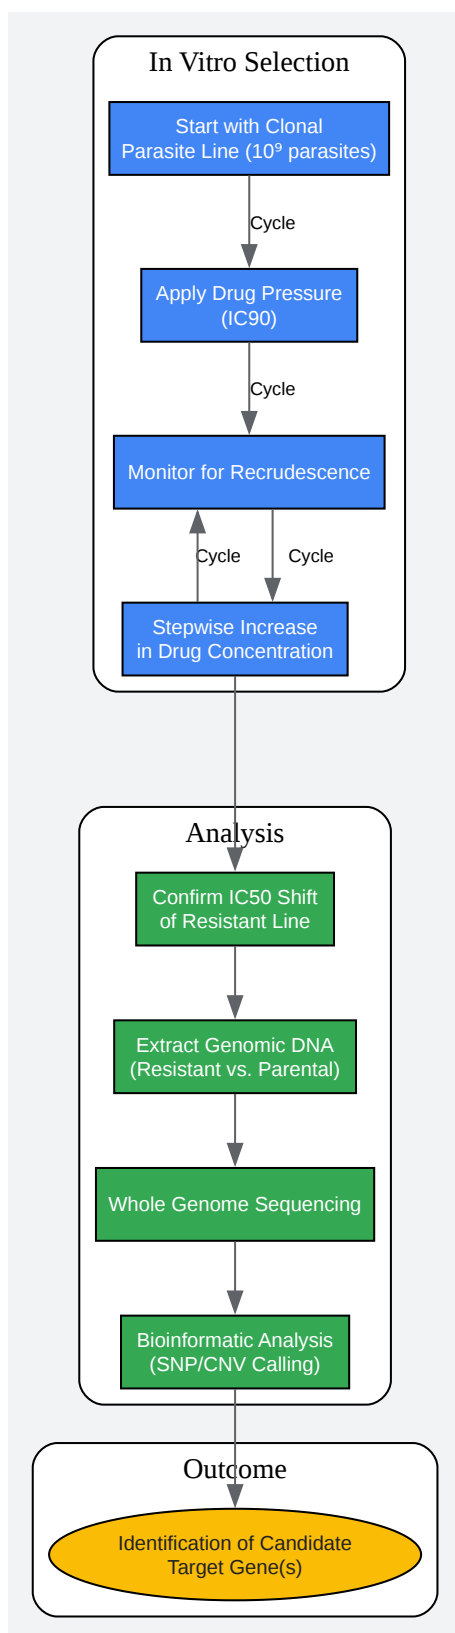 In Vitro Selection
Start with Clonal
Parasite Line (10⁹ parasites)
Cycle
Apply Drug Pressure
(IC90)
Cycle
Monitor for Recrudescence
Cycle
Cycle
Stepwise Increase
in Drug Concentration
Analysis
Confirm IC50 Shift
of Resistant Line
Extract Genomic DNA
(Resistant vs. Parental)
Whole Genome Sequencing
Bioinformatic Analysis
(SNP/CNV Calling)
Outcome
Identification of Candidate
Target Gene(s)